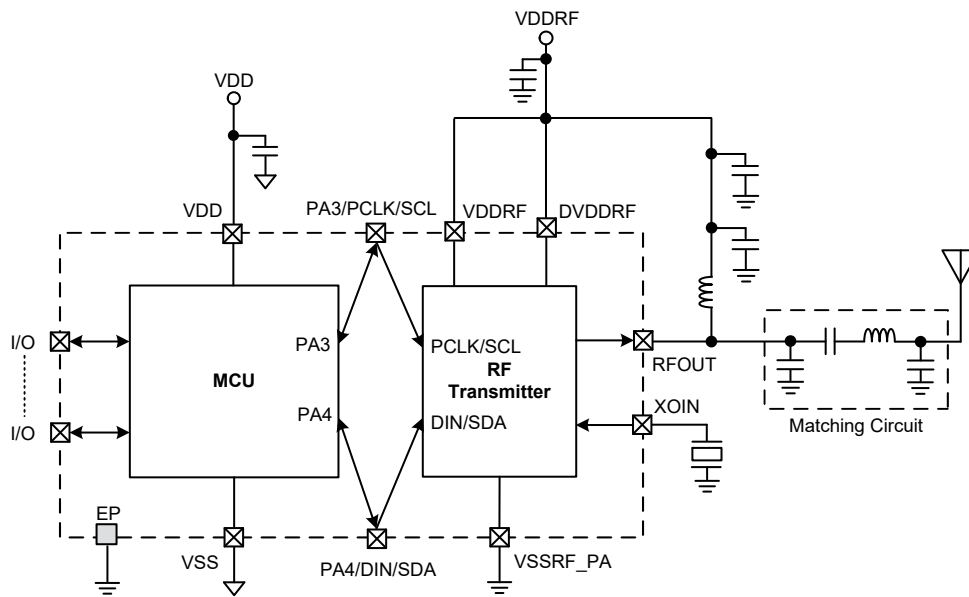 VDDRF
VDD
VDD
PA3/PCLK/SCL
VDDRF
DVDDRF
I/O
I/O
MCU
PA3
PA4
PCLK/SCL
RF
Transmitter
DIN/SDA
RFOUT
XOIN
Matching Circuit
EP
VSS
PA4/DIN/SDA
VSSRF_PA